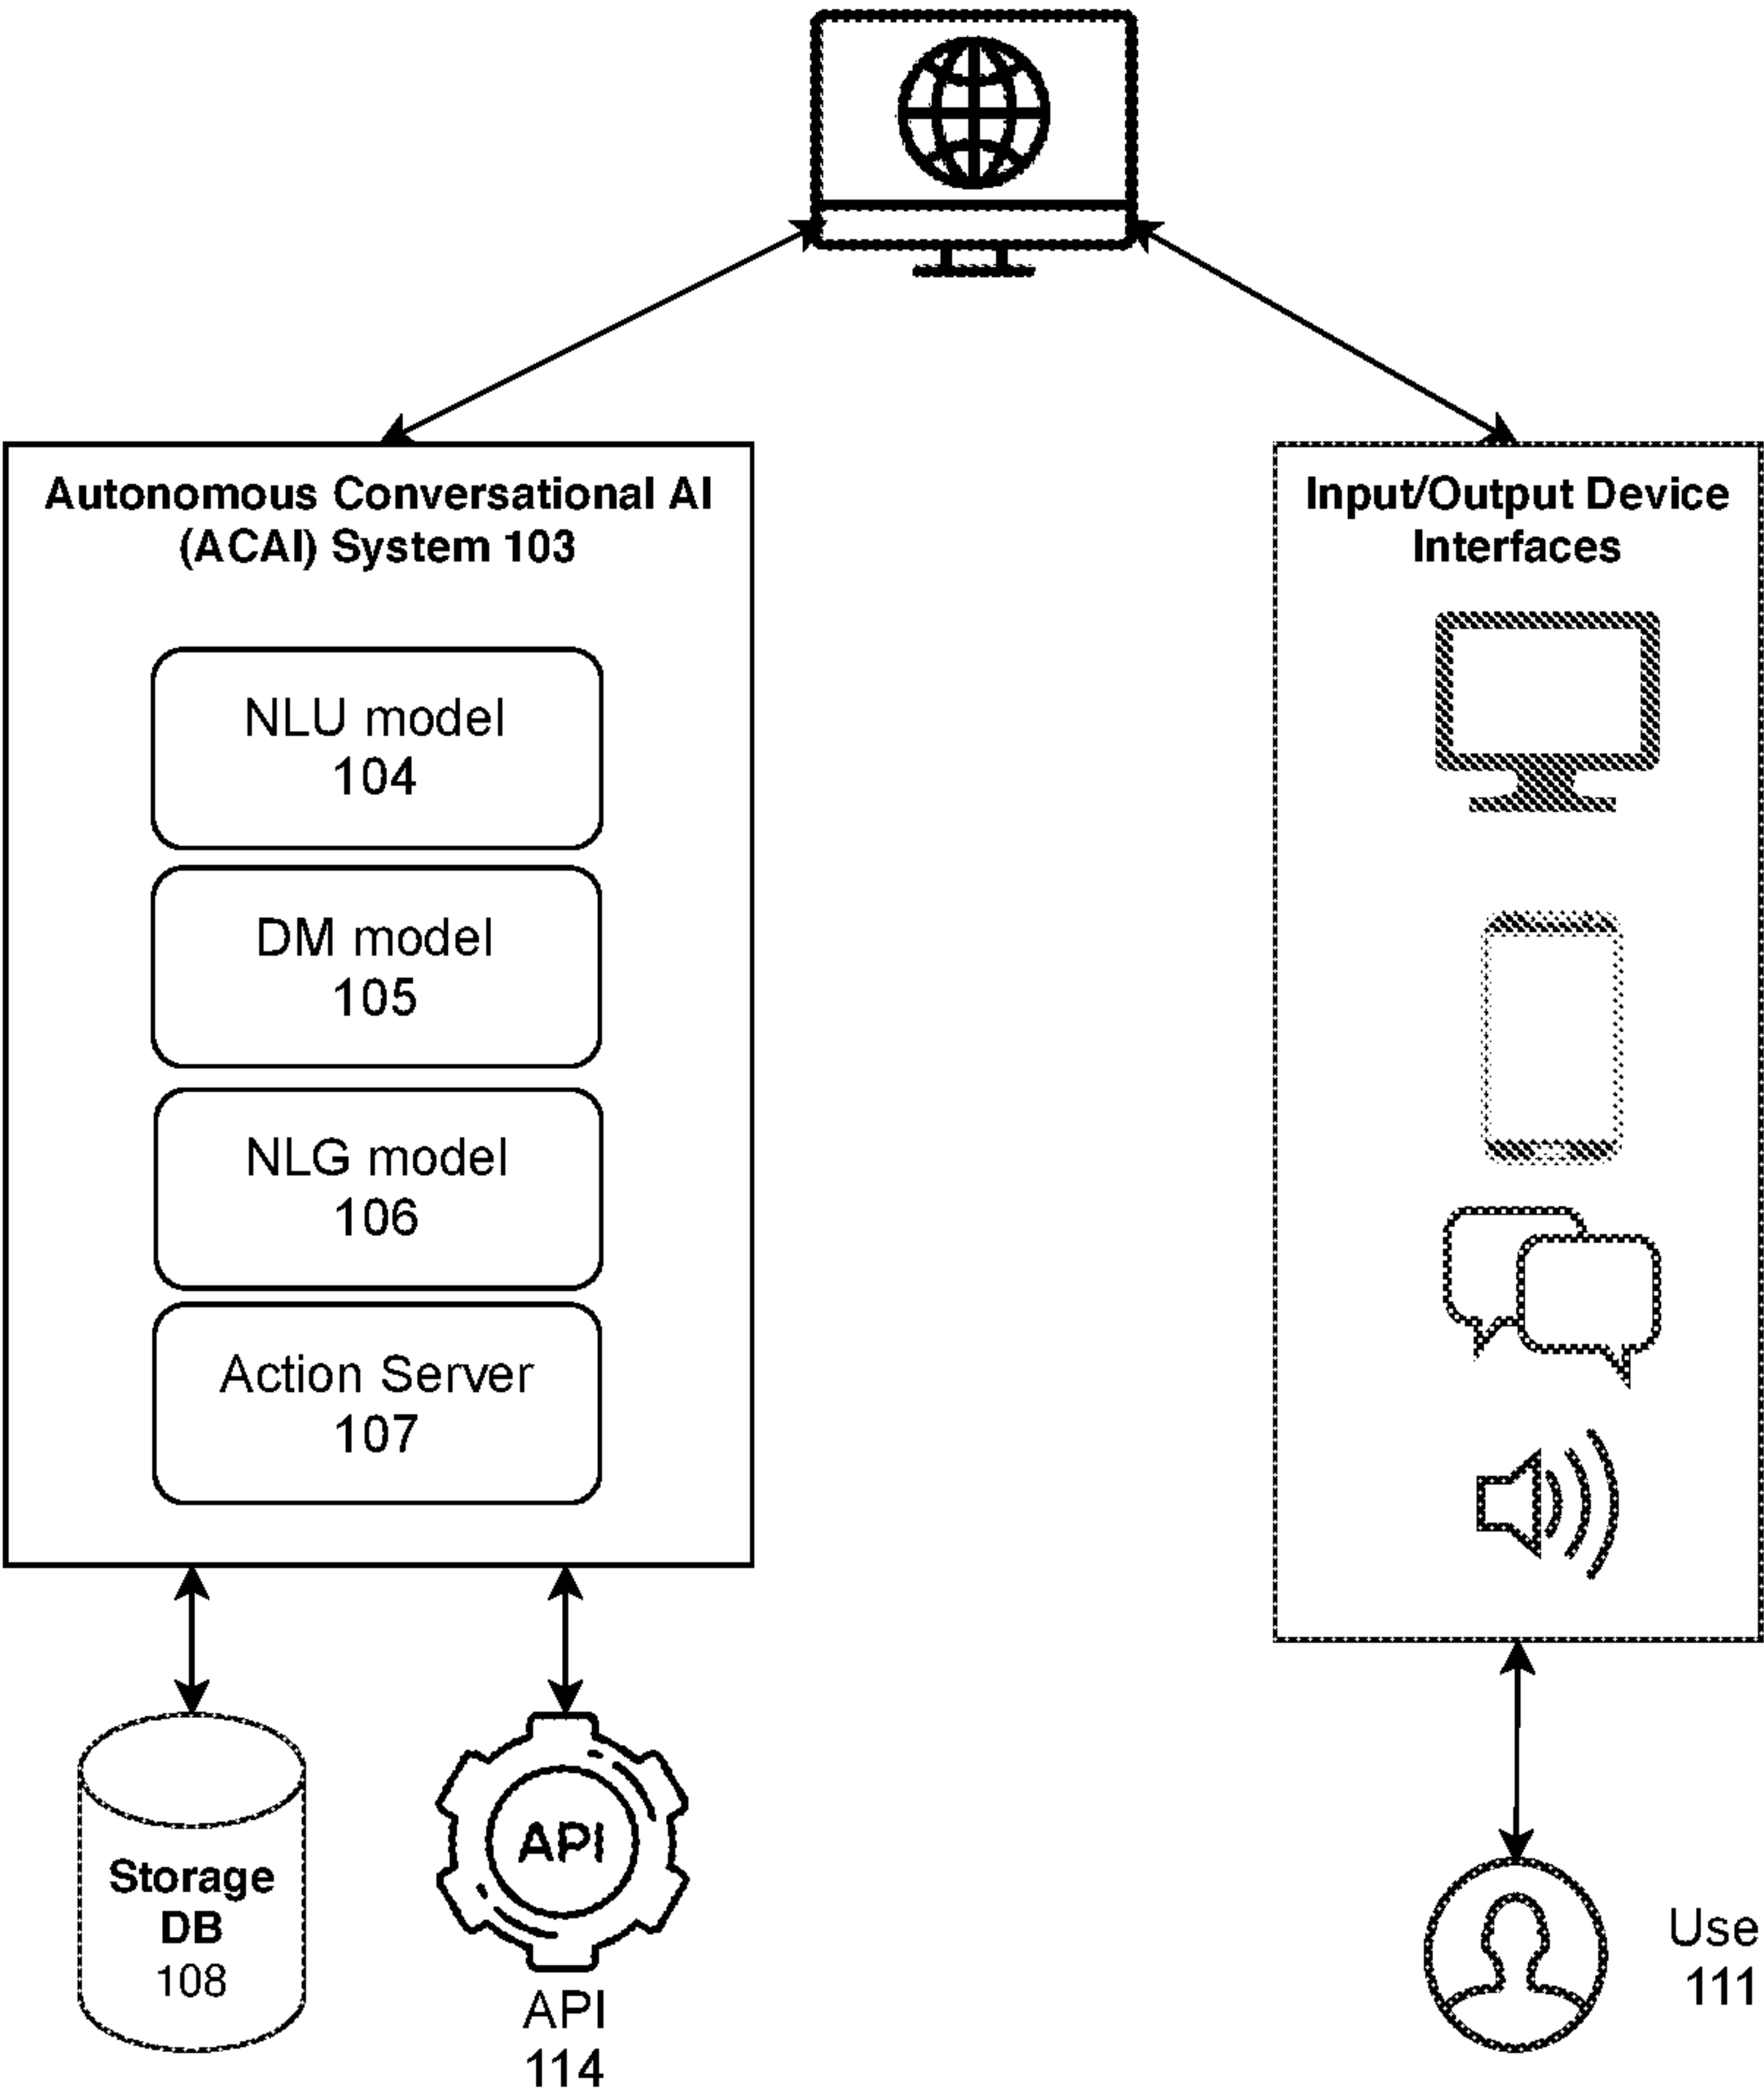 Autonomous Conversational AI
(ACAI) System 103
NLU model
104
DM model
105
NLG model
106
Action Server
107
Storage
DB
108
API
API
114
Input/Output Device
Interfaces
Use
111